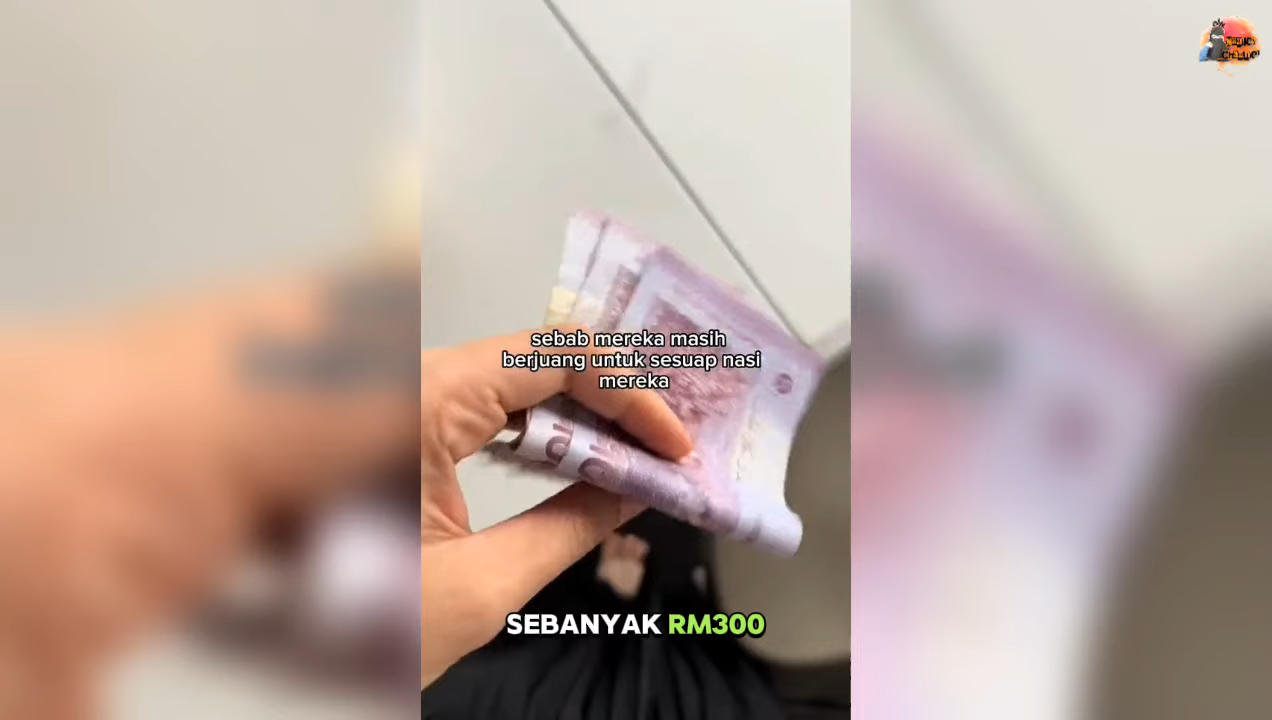 sebab mereka masih
berjuang untuk sesuap nasi
mereka
SEBANYAK RM300